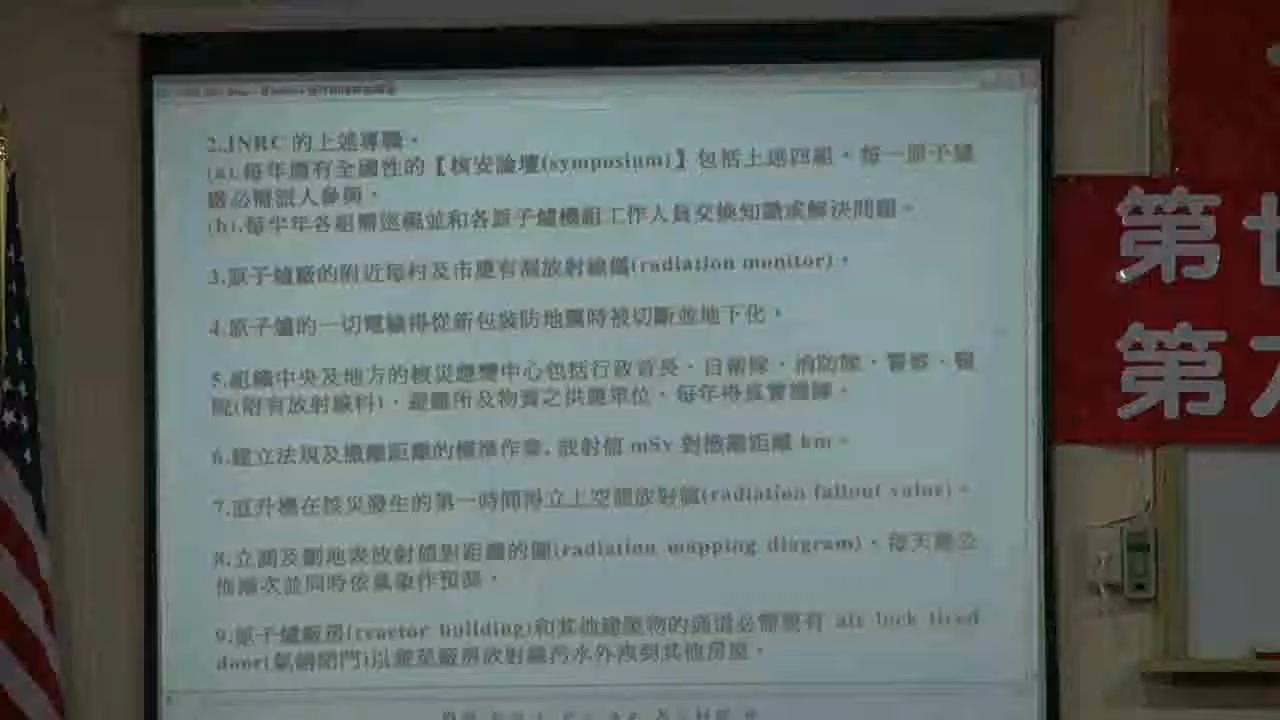 2.JNRC 的上述專職。
(a).每年應有全國性的【核安論壇(symposium)】包括上述四組。每一原子爐
廠必需派人參與。
(b).每半年各組需巡迴並和各原子爐機組工作人員交換知識或解決問題。
3.原子爐廠的附近每村及市應有測放射線儀(radiation monitor)。
4.原子爐的一切電線得從新包裝防地震時被切斷並地下化。
5.組織中央及地方的核災應變中心包括行政首長、自衛隊、消防隊、警察、醫
院(附有放射線科)、避難所及物資之供應單位。每年得真實演練。
6.建立法規及撤離距離的標準作業,放射值 mSv 對撤離距離 km。
7.直升機在核災發生的第一時間得立上空測放射值(radiation fallout value)。
8.立測及劃地表放射值對距離的圖(radiation mapping diagram)。每天應公
佈兩次並同時依氣象作預測。
9.原子爐廠房(reactor building)和其他建築物的通道必需要有 air lock
door(氣鎖閘門)以避免廠房放射線污水外洩到其他房屋。
第
第